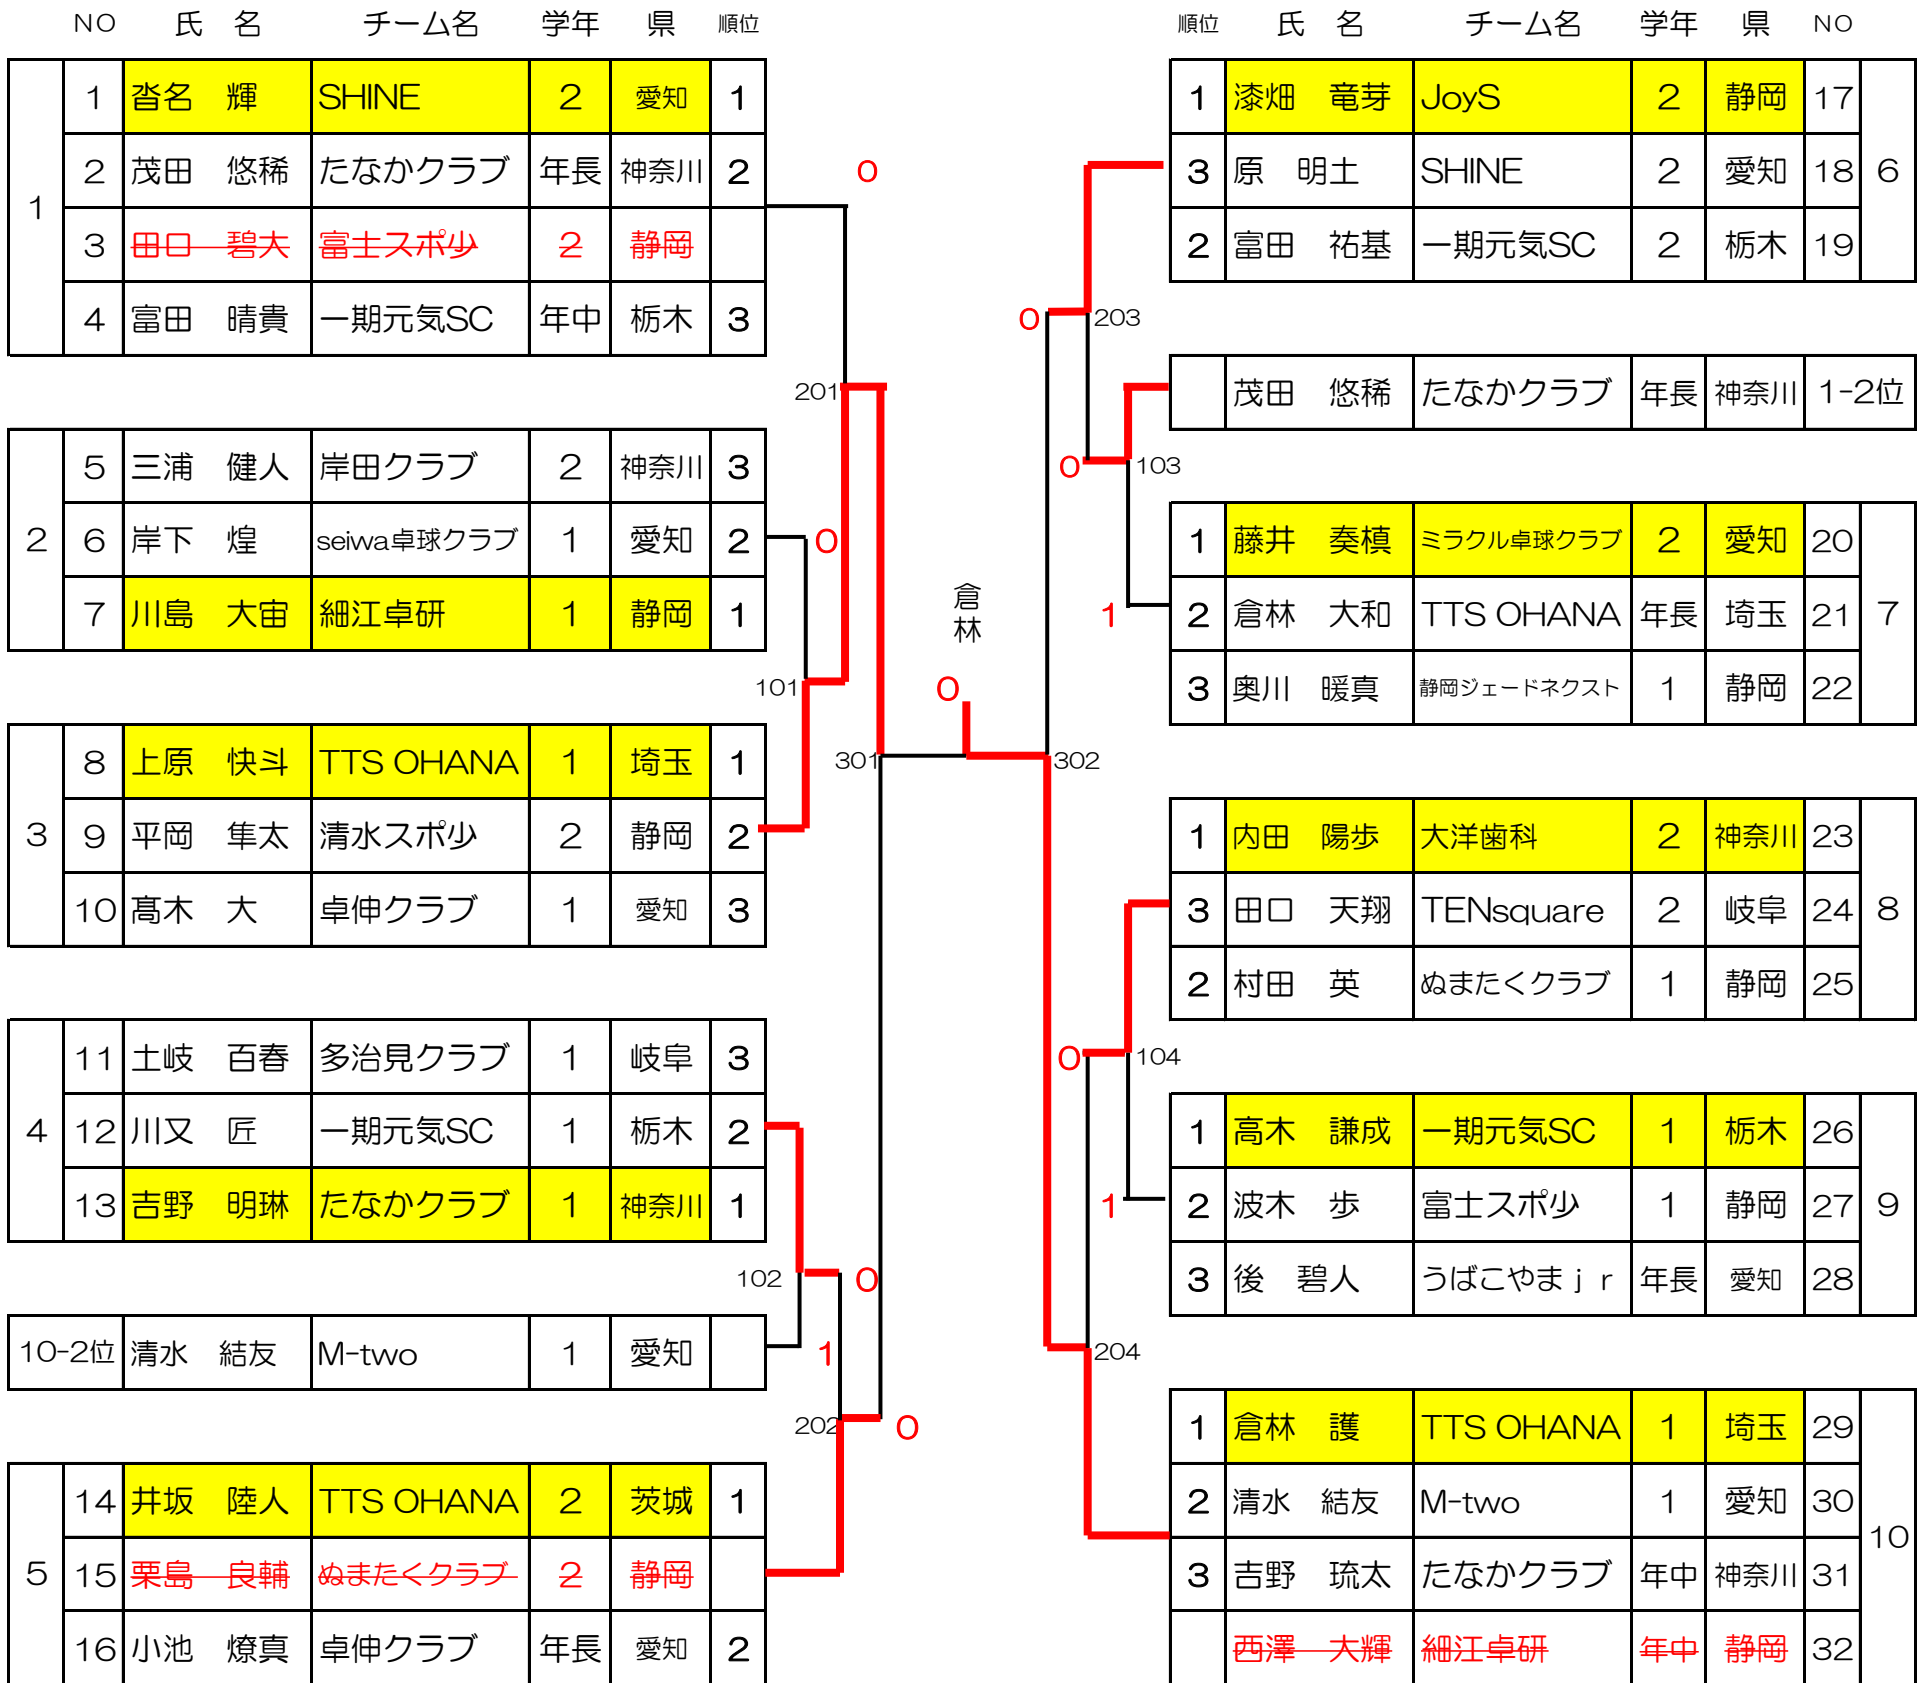 NO 氏 名 チーム名 学年 県 順位
1
1 沓名 輝 SHINE 2 愛知 1
2 茂田 悠稀 たなかクラブ 年長 神奈川 2
3 田口 碧大 富士スポ少 2 静岡
4 富田 晴貴 一期元気SC 年中 栃木 3
2
5 三浦 健人 岸田クラブ 2 神奈川 3
6 岸下 煌 seiwa卓球クラブ 1 愛知 2
7 川島 大宙 細江卓研 1 静岡 1
3
8 上原 快斗 TTS OHANA 1 埼玉 1
9 平岡 隼太 清水スポ少 2 静岡 2
10 髙木 大 卓伸クラブ 1 愛知 3
4
11 土岐 百春 多治見クラブ 1 岐阜 3
12 川又 匠 一期元気SC 1 栃木 2
13 吉野 明琳 たなかクラブ 1 神奈川 1
10-2位 清水 結友 M-two 1 愛知
5
14 井坂 陸人 TTS OHANA 2 茨城 1
15 栗島 良輔 ぬまたくクラブ 2 静岡
16 小池 燎真 卓伸クラブ 年長 愛知 2
0
201
0
101
301
102
0
1
202
0
倉林
0
0
203
0
103
1
302
0
104
1
204
順位 氏 名 チーム名 学年 県 NO
1 漆畑 竜芽 JoyS 2 静岡 17
3 原 明土 SHINE 2 愛知 18
2 富田 祐基 一期元気SC 2 栃木 19
6
茂田 悠稀 たなかクラブ 年長 神奈川 1-2位
1 藤井 奏槙 ミラクル卓球クラブ 2 愛知 20
2 倉林 大和 TTS OHANA 年長 埼玉 21
3 奥川 暖真 静岡ジェードネクスト 1 静岡 22
7
1 内田 陽歩 大洋歯科 2 神奈川 23
3 田口 天翔 TENsquare 2 岐阜 24
2 村田 英 ぬまたくクラブ 1 静岡 25
8
1 高木 謙成 一期元気SC 1 栃木 26
2 波木 歩 富士スポ少 1 静岡 27
3 後 碧人 うばこやまｊｒ 年長 愛知 28
9
1 倉林 護 TTS OHANA 1 埼玉 29
2 清水 結友 M-two 1 愛知 30
3 吉野 琉太 たなかクラブ 年中 神奈川 31
西澤 大輝 細江卓研 年中 静岡 32
10